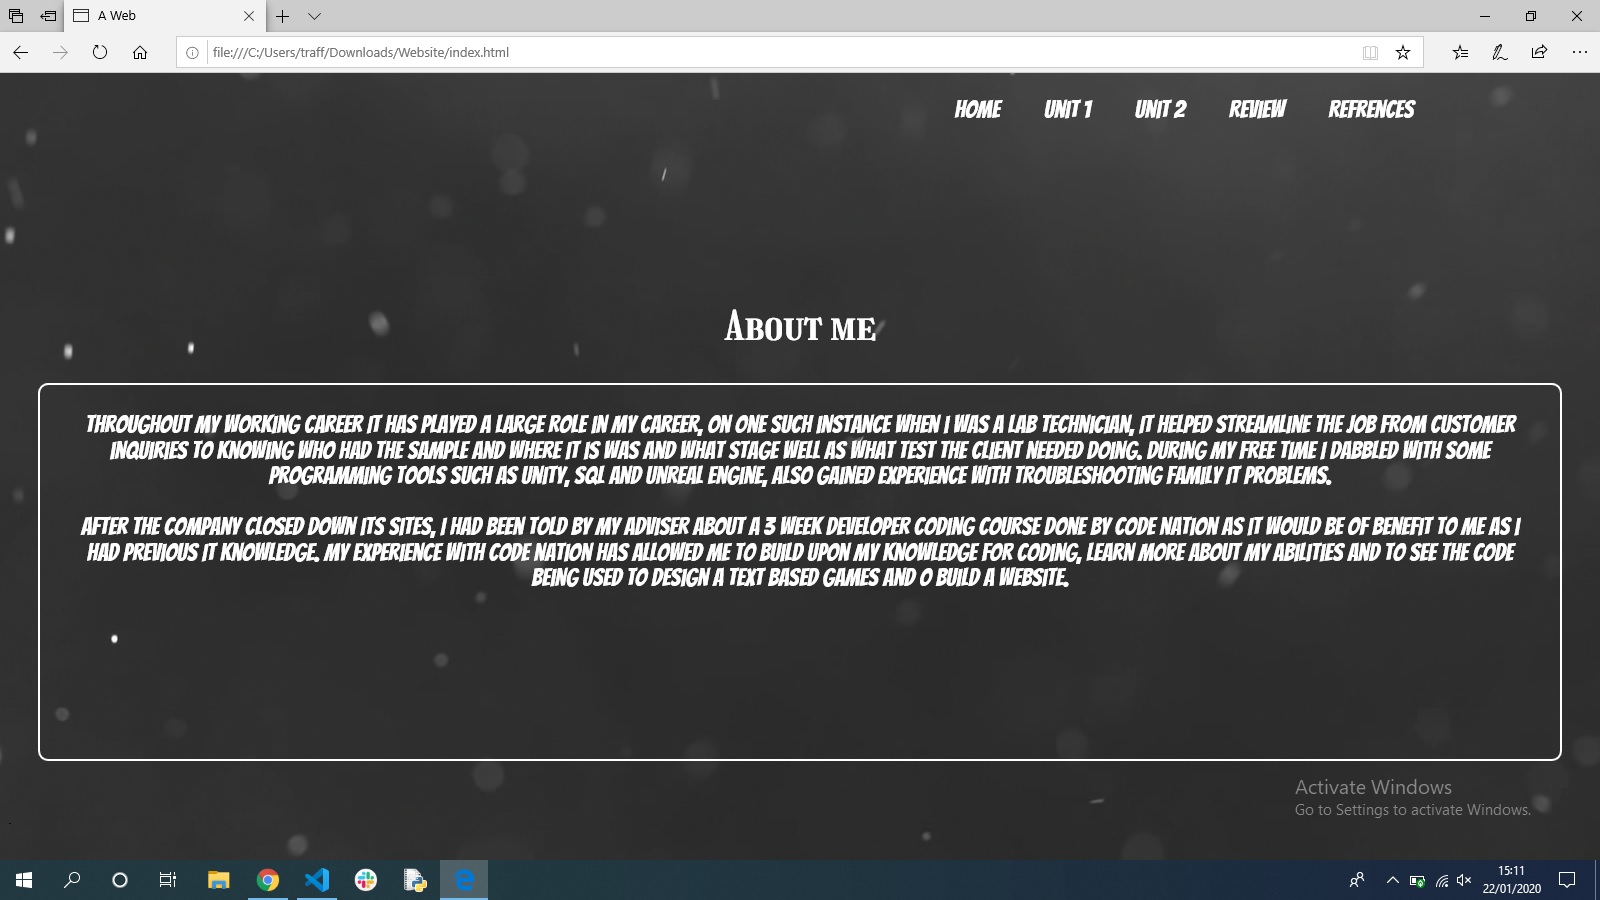 A Web
file:///C:/Users/traff/Downloads/Website/index.html
HOME UNIT 1 UNIT 2 REVIEW REFRENCES
About me
THROUGHOUT MY WORKING CAREER IT HAS PLAYED A LARGE ROLE IN MY CAREER, ON ONE SUCH INSTANCE WHEN I WAS A LAB TECHNICIAN, IT HELPED STREAMLINE THE JOB FROM CUSTOMER
INQUIRIES TO KNOWING WHO HAD THE SAMPLE AND WHERE IT IS WAS AND WHAT STAGE WELL AS WHAT TEST THE CLIENT NEEDED DOING. DURING MY FREE TIME I DABBLED WITH SOME
PROGRAMMING TOOLS SUCH AS UNITY, SQL AND UNREAL ENGINE, ALSO GAINED EXPERIENCE WITH TROUBLESHOOTING FAMILY IT PROBLEMS.
AFTER THE COMPANY CLOSED DOWN ITS SITES, I HAD BEEN TOLD BY MY ADVISER ABOUT A 3 WEEK DEVELOPER CODING COURSE DONE BY CODE NATION AS IT WOULD BE OF BENEFIT TO ME AS I
HAD PREVIOUS IT KNOWLEDGE. MY EXPERIENCE WITH CODE NATION HAS ALLOWED ME TO BUILD UPON MY KNOWLEDGE FOR CODING, LEARN MORE ABOUT MY ABILITIES AND TO SEE THE CODE
BEING USED TO DESIGN A TEXT BASED GAMES AND O BUILD A WEBSITE.
Activate Windows
Go to Settings to activate Windows.
15:11
22/01/2020